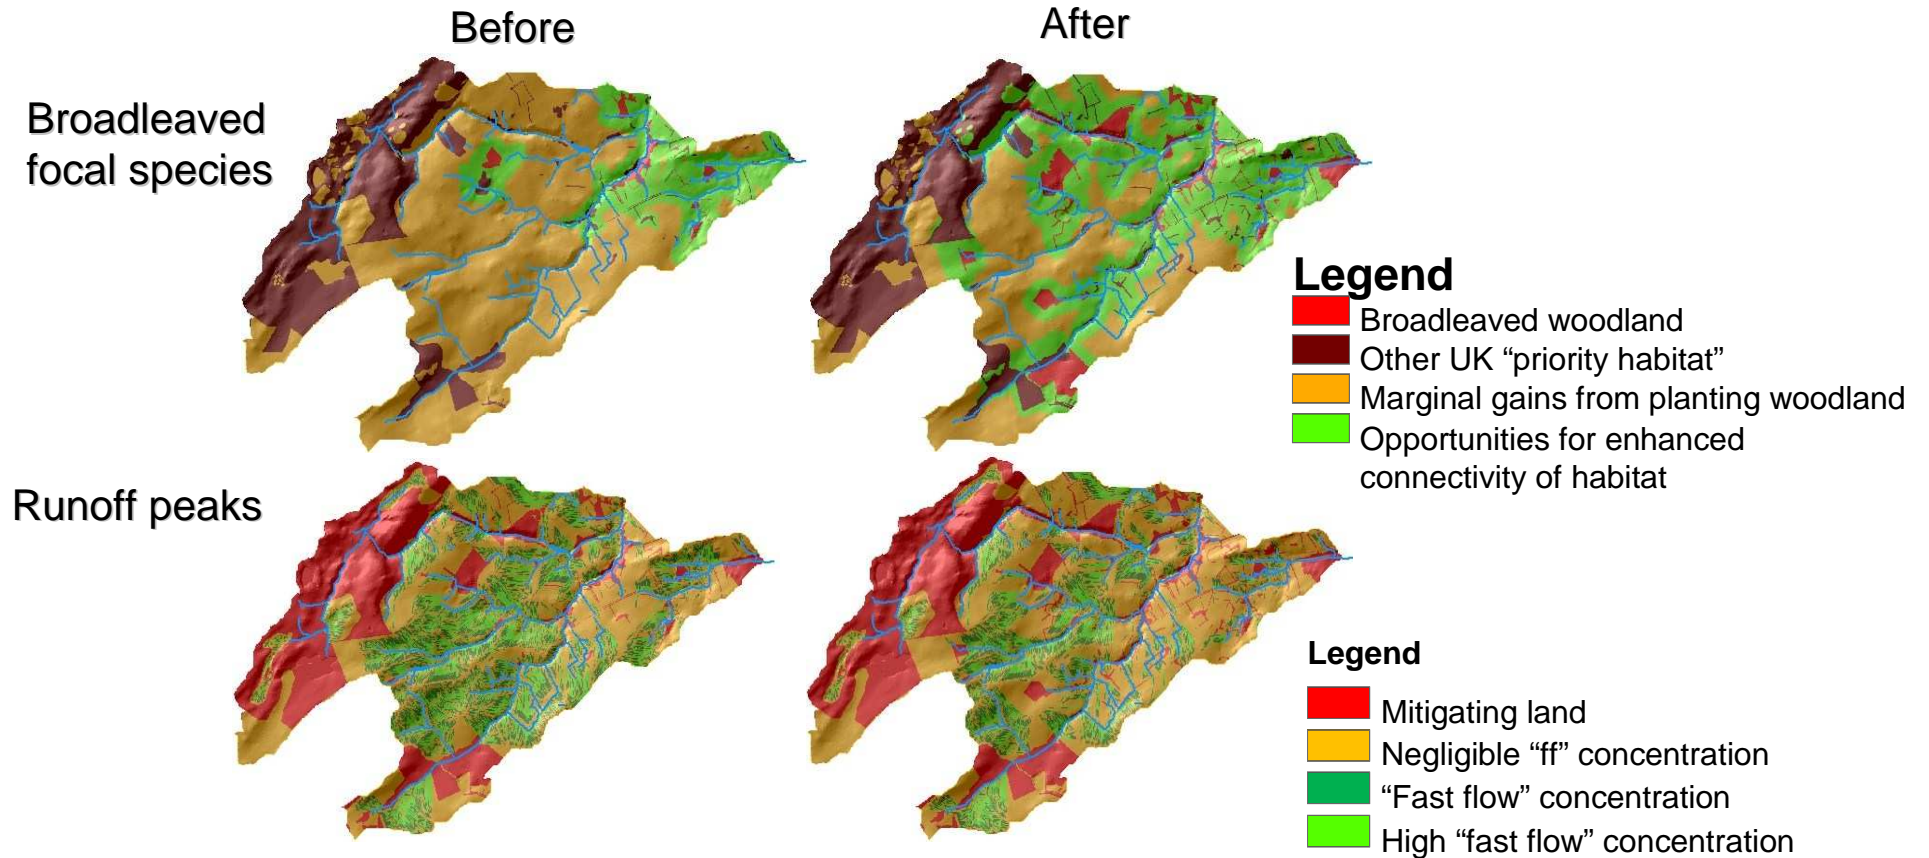 Before
After
Broadleaved
focal species
Legend
Broadleaved woodland
Other UK “priority habitat”
Marginal gains from planting woodland
Opportunities for enhanced
connectivity of habitat
Runoff peaks
Legend
Mitigating land
Negligible “ff” concentration
“Fast flow” concentration
High “fast flow” concentration